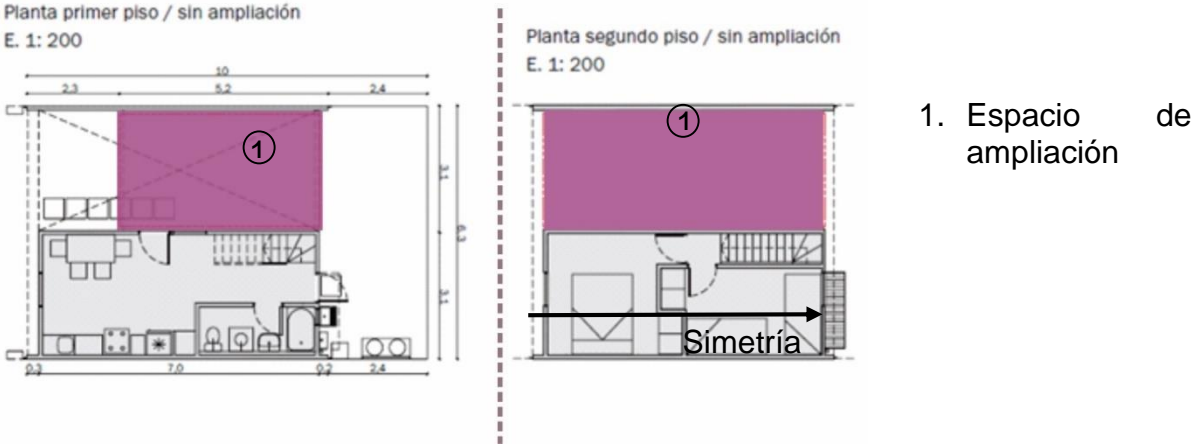 Planta primer piso / sin ampliación
E. 1: 200
10
2,3 5,2 2,4
1
3,1
6,3
3,1
0,3 7,0 0,2 2,4
Planta segundo piso / sin ampliación
E. 1: 200
1
Simetría
1. Espacio de
ampliación